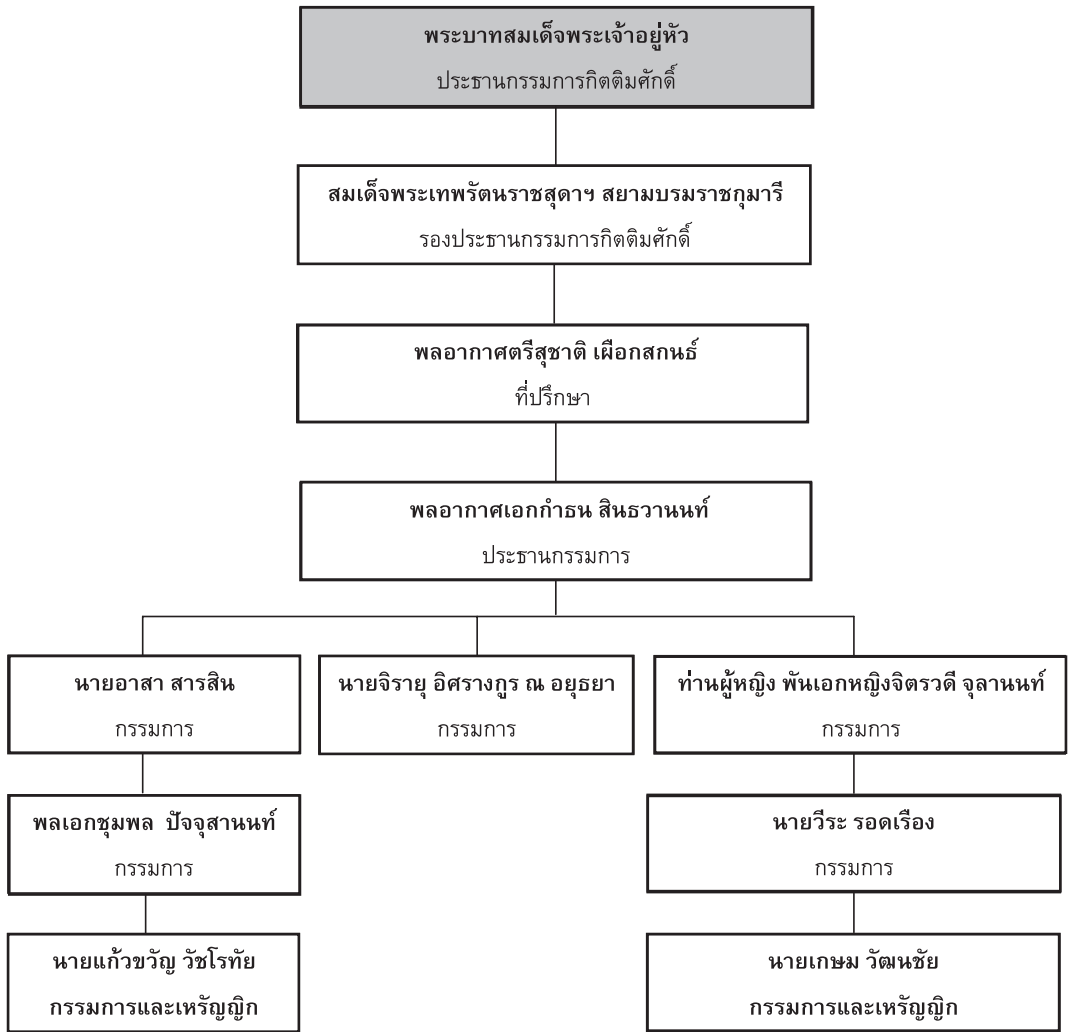 พระบาทสมเด็จพระเจ้าอยู่หัว
ประธานกรรมการกิตติมศักดิ์
สมเด็จพระเทพรัตนราชสุดาฯ สยามบรมราชกุมารี
รองประธานกรรมการกิตติมศักดิ์
พลอากาศตรีสุชาติ เผือกสกนธ์
ที่ปรึกษา
พลอากาศเอกกำธน สินธวานนท์
ประธานกรรมการ
นายอาสา สารสิน
กรรมการ
นายจิรายุ อิศรางกูร ณ อยุธยา
กรรมการ
ท่านผู้หญิง พันเอกหญิงจิตรวดี จุลานนท์
กรรมการ
พลเอกชุมพล ปัจจุสานนท์
กรรมการ
นายวีระ รอดเรือง
กรรมการ
นายแก้วขวัญ วัชโรทัย
กรรมการและเหรัญญิก
นายเกษม วัฒนชัย
กรรมการและเหรัญญิก